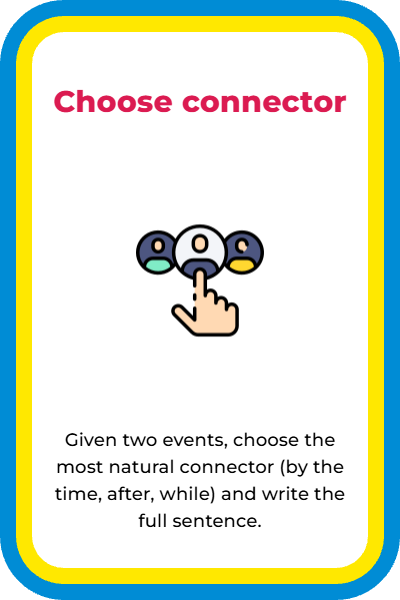 Choose connector
Given two events, choose the
most natural connector (by the
time, after, while) and write the
full sentence.